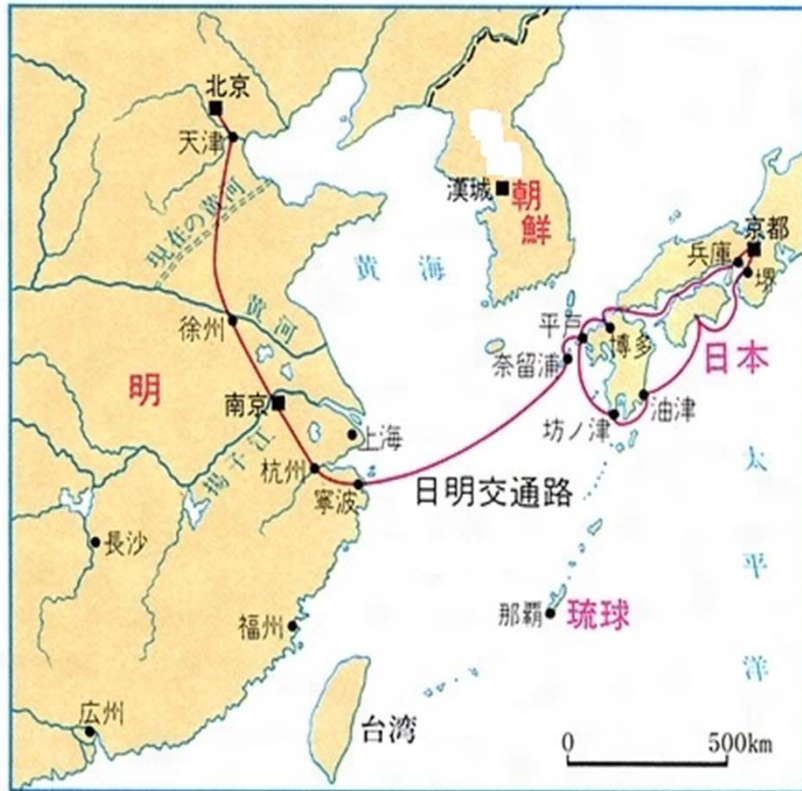 北京
天津
現在の黄河
漢城
朝鮮
京都
兵庫
堺
黄海
黄河
徐州
平戸
博多
奈留浦
日本
明
南京
上海
油津
坊ノ津
揚子江
杭州
寧波
日明交通路
太平洋
長沙
那覇
琉球
福州
広州
台湾
0 500km